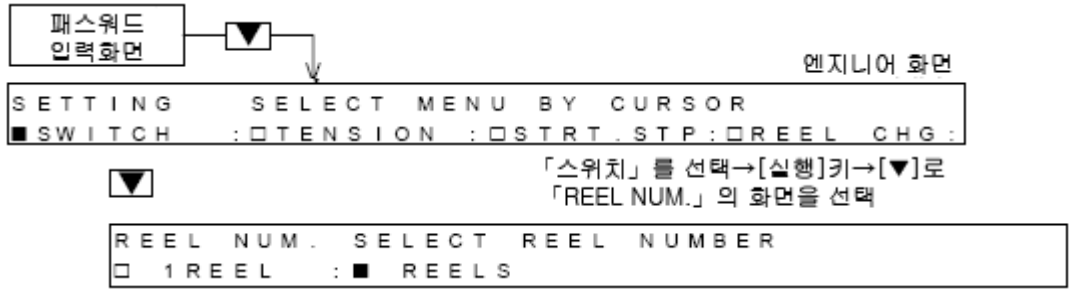 패스워드
입력화면
▼
엔지니어 화면
SETTING SELECT MENU BY CURSOR
■SWITCH :□TENSION :□STRT.STP:□REEL CHG:
▼
「스위치」를 선택→[실행]키→[▼]로
「REEL NUM.」의 화면을 선택
REEL NUM. SELECT REEL NUMBER
□ 1REEL :■ REELS